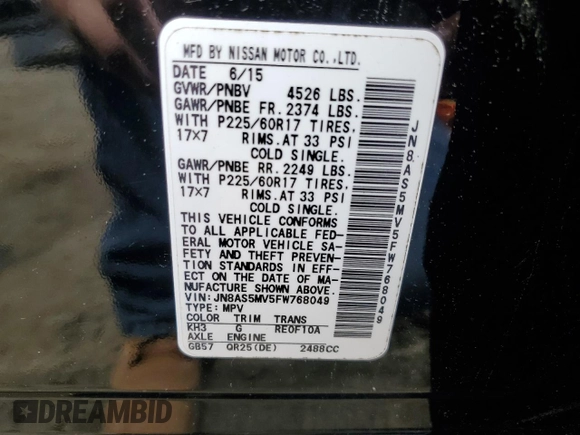 MFD BY NISSAN MOTOR CO.,LTD.
DATE 6/15
GVWR/PNBV 4526 LBS.
GAWR/PNBE FR. 2374 LBS.
WITH P225/60R17 TIRES,
17X7 RIMS.AT 33 PSI
COLD SINGLE.
GAWR/PNBE RR. 2249 LBS.
WITH P225/60R17 TIRES,
17X7 RIMS.AT 33 PSI
COLD SINGLE.
THIS VEHICLE CONFORMS
TO ALL APPLICABLE FED-
ERAL MOTOR VEHICLE SA-
FETY AND THEFT PREVEN-
TION STANDARDS IN EFF-
ECT ON THE DATE OF MA-
NUFACTURE SHOWN ABOVE.
VIN:JN8AS5MV5FW768049
TYPE:MPV
COLOR TRIM TRANS
KH3 G RE0F10A
AXLE ENGINE
GB57 QR25(DE) 2488CC
JN8AS5MV5FW768049
DREAMBID